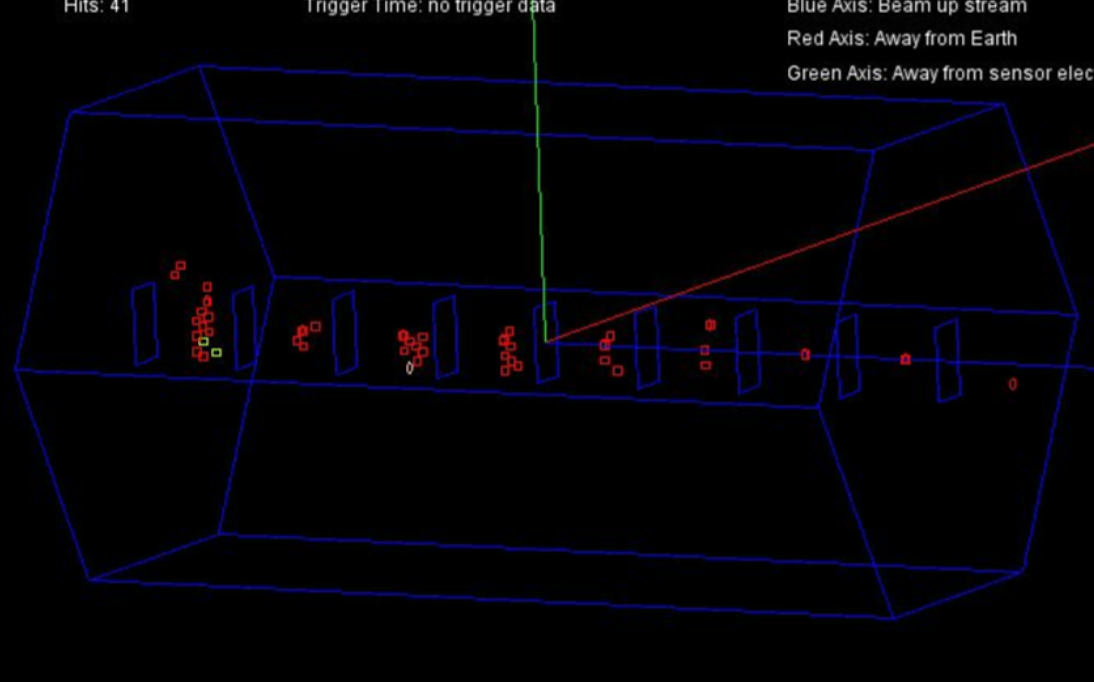 Hits: 41
Trigger Time: no trigger data
Blue Axis: Beam up stream
Red Axis: Away from Earth
Green Axis: Away from sensor elec